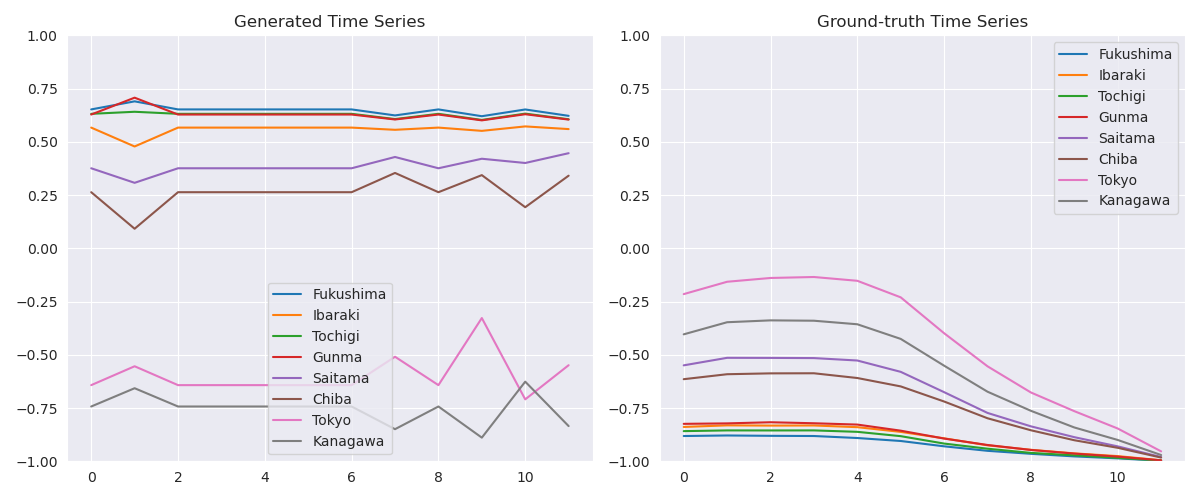 Generated Time Series
1.00
0.75
0.50
0.25
0.00
−0.25
−0.50
−0.75
−1.00
0 2 4 6 8 10
Fukushima
Ibaraki
Tochigi
Gunma
Saitama
Chiba
Tokyo
Kanagawa
Ground-truth Time Series
1.00
0.75
0.50
0.25
0.00
−0.25
−0.50
−0.75
−1.00
0 2 4 6 8 10
Fukushima
Ibaraki
Tochigi
Gunma
Saitama
Chiba
Tokyo
Kanagawa